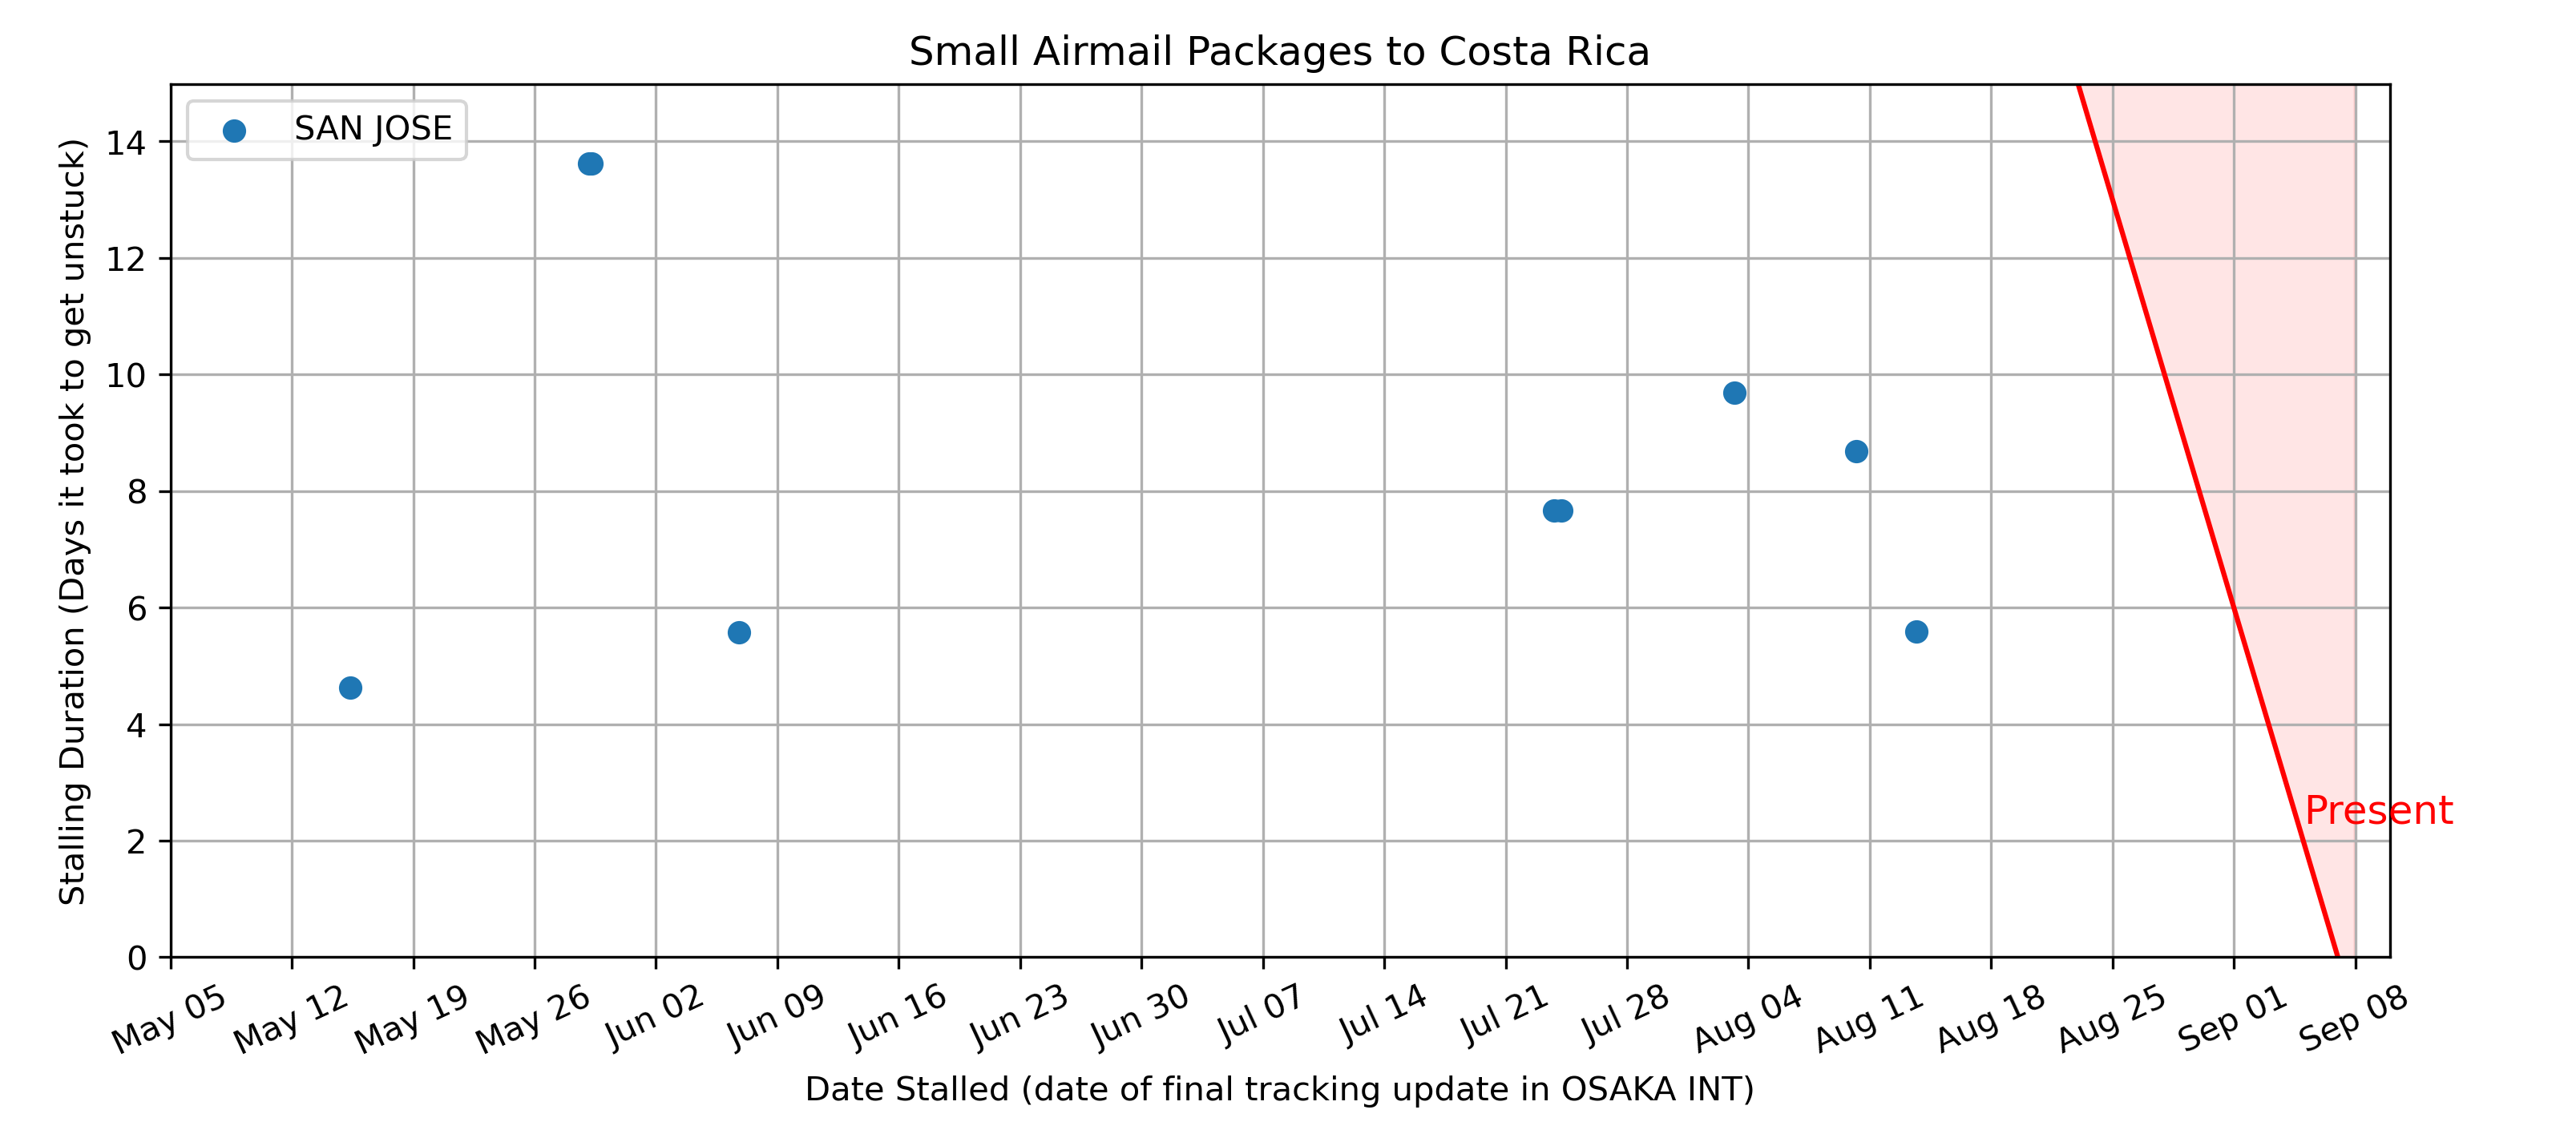 Small Airmail Packages to Costa Rica
SAN JOSE
Stalling Duration (Days it took to get unstuck)
14
12
10
8
6
4
2
0
Present
May 05
May 12
May 19
May 26
Jun 02
Jun 09
Jun 16
Jun 23
Jun 30
Jul 07
Jul 14
Jul 21
Jul 28
Aug 04
Aug 11
Aug 18
Aug 25
Sep 01
Sep 08
Date Stalled (date of final tracking update in OSAKA INT)